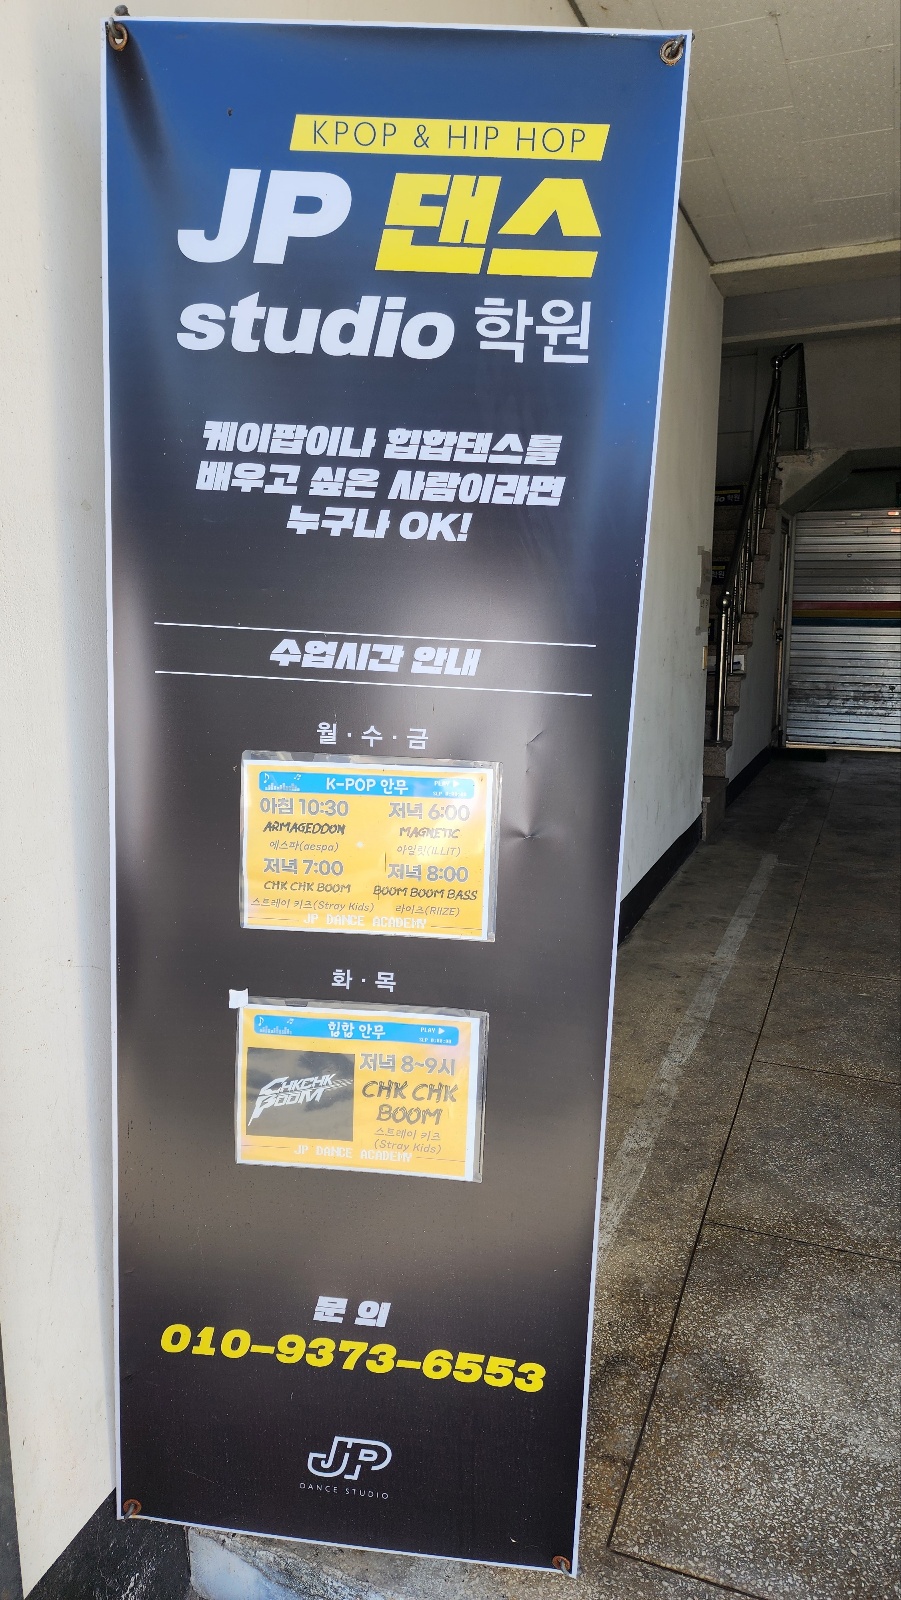 KPOP & HIP HOP
JP 댄스
studio 학원
케이팝이나 힙합댄스를
배우고 싶은 사람이라면
누구나 OK!
수업시간 안내
월·수·금
K-POP 안무
PLAY ▶
아침 10:30 저녁 6:00
ARMAGEDDON MAGNETIC
에스파(aespa) 아일릿(ILLIT)
저녁 7:00 저녁 8:00
CHK CHK BOOM BOOM BOOM BASS
스트레이 키즈(Stray Kids) 라이즈(RIIZE)
JP DANCE ACADEMY
화·목
힙합 안무
PLAY ▶
저녁 8~9시
CHKCHK
BOOM
CHK CHK
BOOM
스트레이 키즈
(Stray Kids)
JP DANCE ACADEMY
문 의
010-9373-6553
JP
DANCE STUDIO